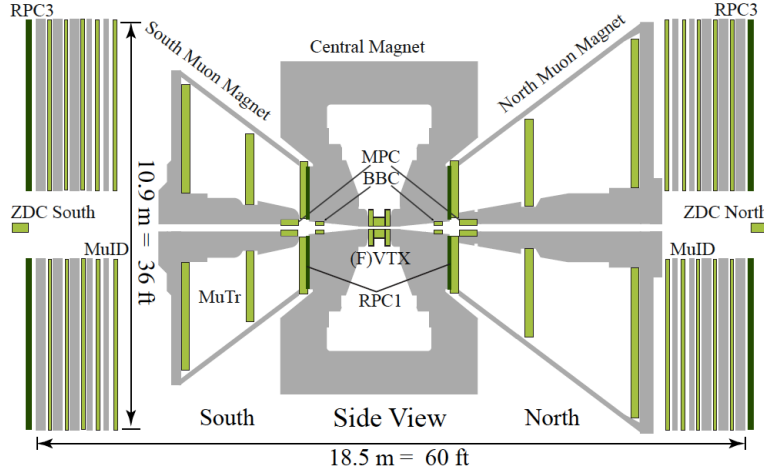 RPC3
RPC3
South Muon Magnet
Central Magnet
North Muon Magnet
MPC
BBC
10.9 m = 36 ft
ZDC South
ZDC North
MuID
MuID
(F)VTX
MuTr
RPC1
South
Side View
North
18.5 m = 60 ft